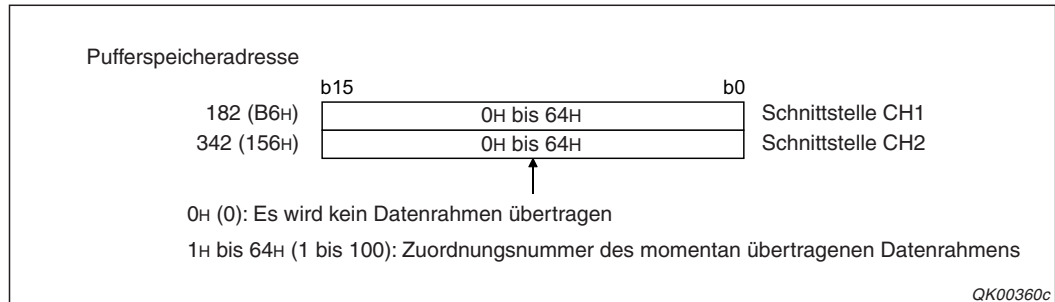 Pufferspeicheradresse
b15 b0
182 (B6H) 0H bis 64H Schnittstelle CH1
342 (156H) 0H bis 64H Schnittstelle CH2
0H (0): Es wird kein Datenrahmen übertragen
1H bis 64H (1 bis 100): Zuordnungsnummer des momentan übertragenen Datenrahmens
QK00360c